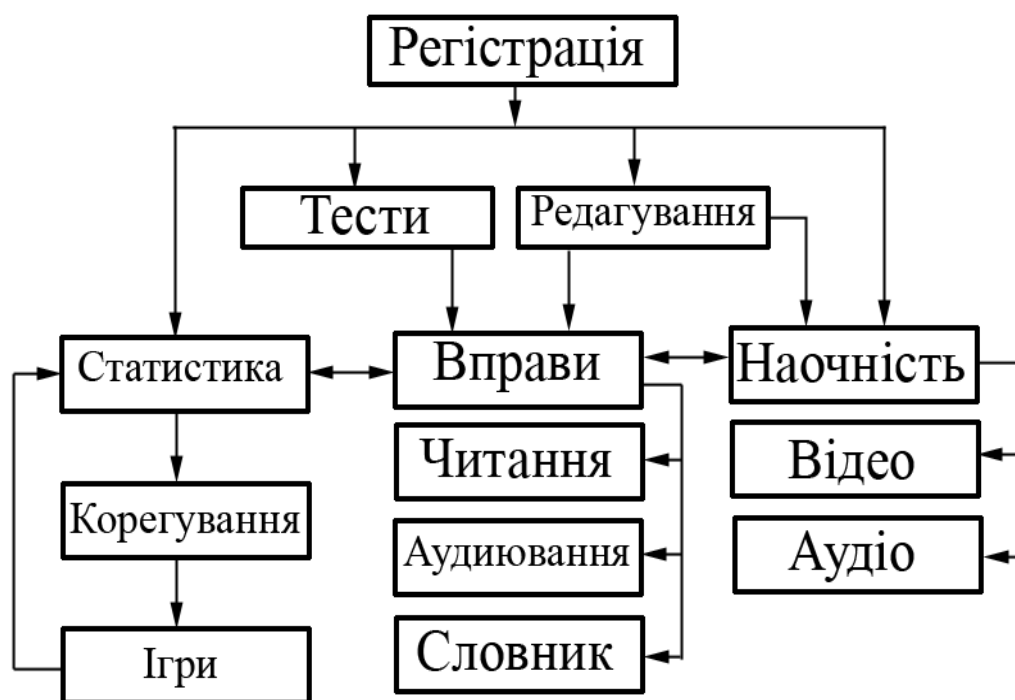 Регістрація
Тести
Редагування
Статистика
Вправи
Наочність
Читання
Відео
Корегування
Аудиювання
Аудіо
Ігри
Словник